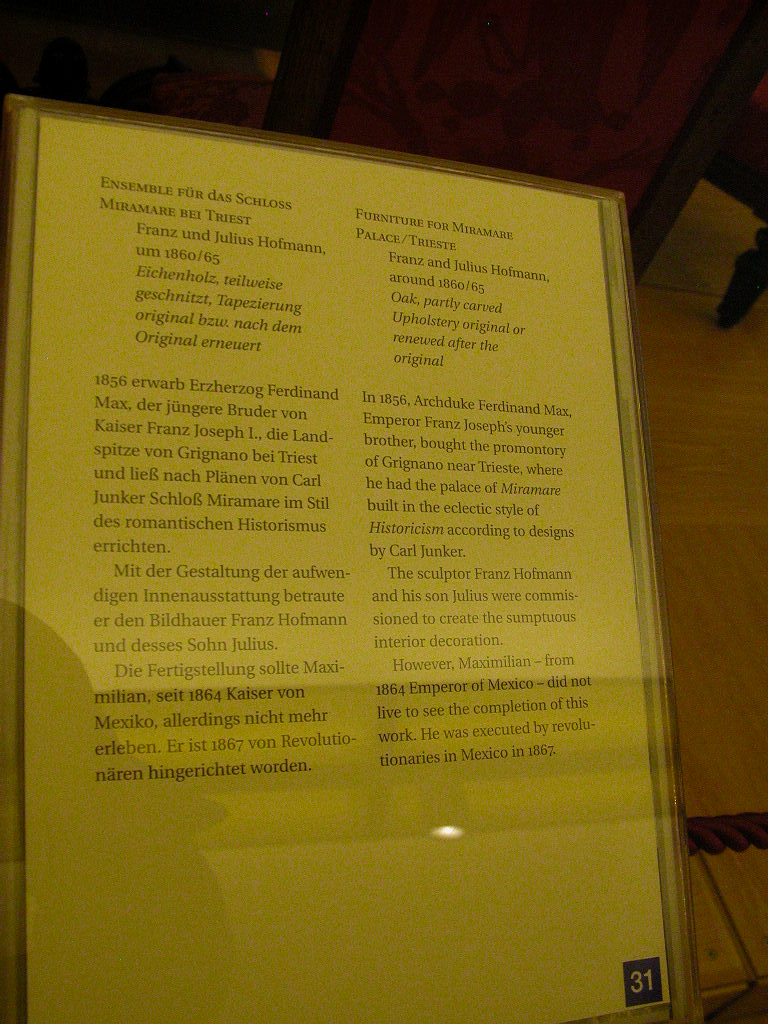 ENSEMBLE FÜR DAS SCHLOSS
MIRAMARE BEI TRIEST
Franz und Julius Hofmann,
um 1860/65
Eichenholz, teilweise
geschnitzt, Tapezierung
original bzw. nach dem
Original erneuert
1856 erwarb Erzherzog Ferdinand
Max, der jüngere Bruder von
Kaiser Franz Joseph I., die Land-
spitze von Grignano bei Triest
und ließ nach Plänen von Carl
Junker Schloß Miramare im Stil
des romantischen Historismus
errichten.
Mit der Gestaltung der aufwen-
digen Innenausstattung betraute
er den Bildhauer Franz Hofmann
und desses Sohn Julius.
Die Fertigstellung sollte Maxi-
milian, seit 1864 Kaiser von
Mexiko, allerdings nicht mehr
erleben. Er ist 1867 von Revolutio-
nären hingerichtet worden.
FURNITURE FOR MIRAMARE
PALACE/TRIESTE
Franz and Julius Hofmann,
around 1860/65
Oak, partly carved
Upholstery original or
renewed after the
original
In 1856, Archduke Ferdinand Max,
Emperor Franz Joseph's younger
brother, bought the promontory
of Grignano near Trieste, where
he had the palace of Miramare
built in the eclectic style of
Historicism according to designs
by Carl Junker.
The sculptor Franz Hofmann
and his son Julius were commis-
sioned to create the sumptuous
interior decoration.
However, Maximilian – from
1864 Emperor of Mexico – did not
live to see the completion of this
work. He was executed by revolu-
tionaries in Mexico in 1867.
31